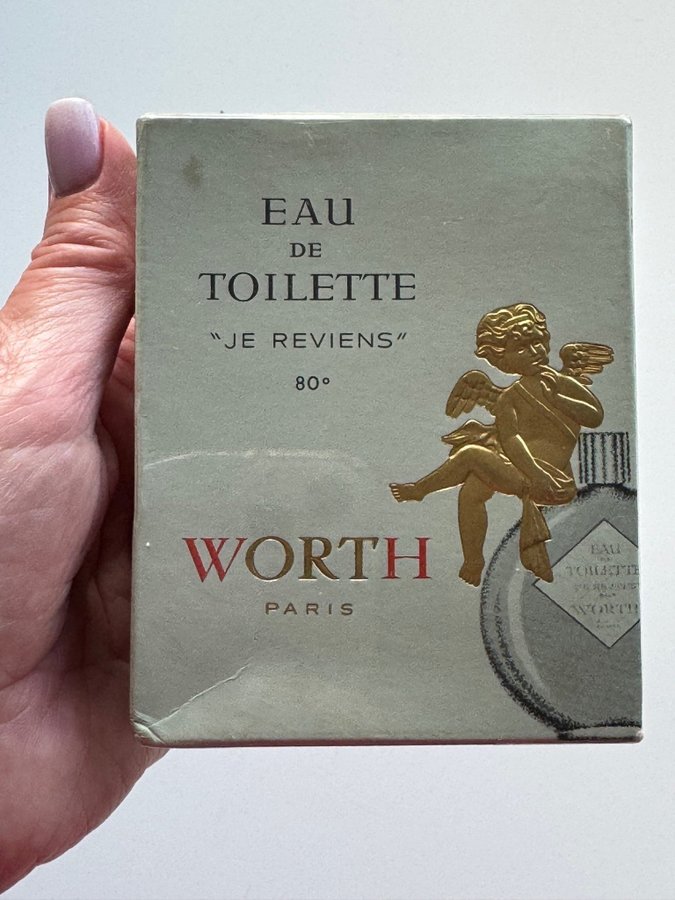 EAU
DE
TOILETTE
"JE REVIENS"
80°
WORTH
PARIS
EAU
TOILETTE
WORTH